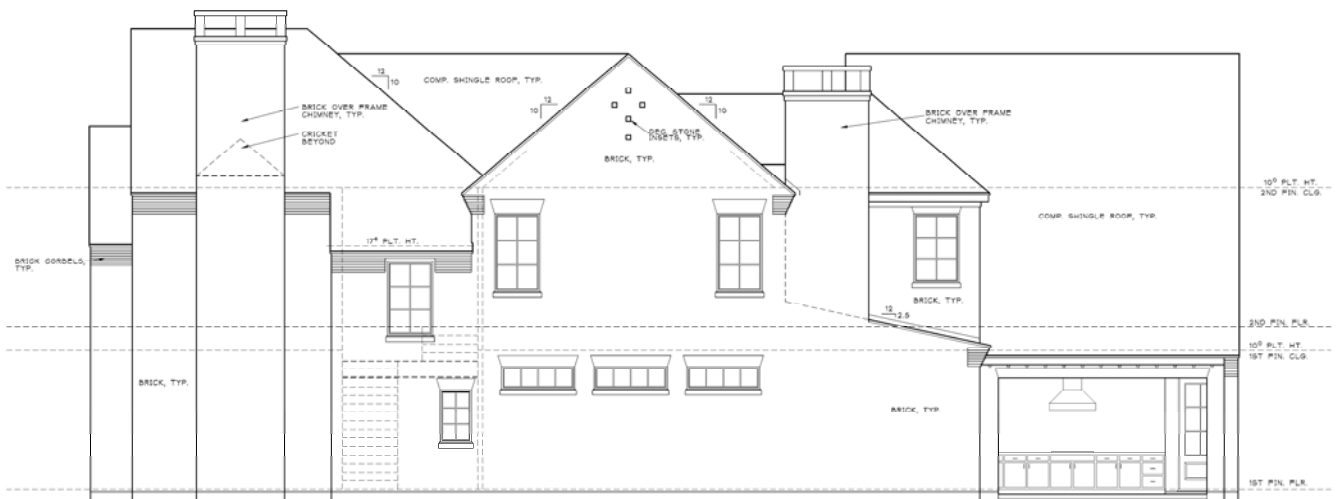 12
10
COMP. SHINGLE ROOF, TYP.
BRICK OVER FRAME
CHIMNEY, TYP.
CRICKET
BEYOND
12
10
12
10
DEC STONE
INSETS, TYP.
BRICK, TYP.
BRICK OVER FRAME
CHIMNEY, TYP.
10⁰ PLT. HT.
2ND FIN. CLG.
COMP. SHINGLE ROOF, TYP.
17⁶ PLT. HT.
BRICK CORBELS,
TYP.
BRICK, TYP.
12
2.5
2ND FIN. FLR.
10⁰ PLT. HT.
1ST FIN. CLG.
BRICK, TYP.
BRICK, TYP.
1ST FIN. FLR.